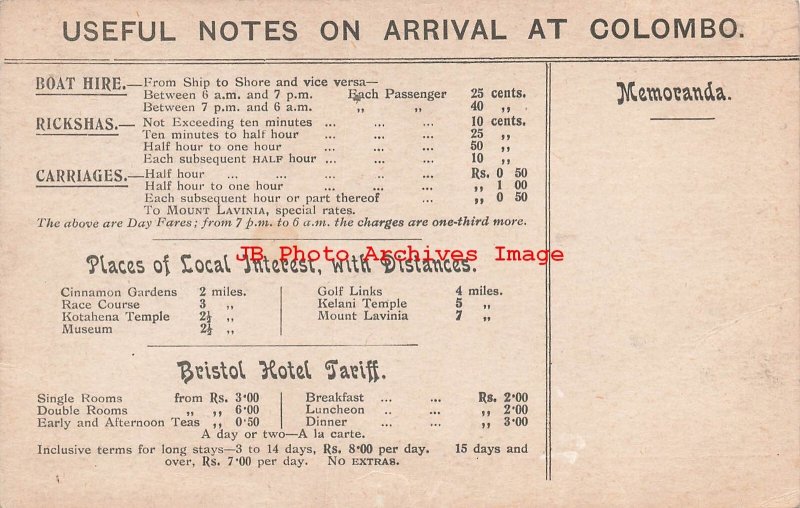 USEFUL NOTES ON ARRIVAL AT COLOMBO.
BOAT HIRE.—From Ship to Shore and vice versa—
Between 6 a.m. and 7 p.m. Each Passenger 25 cents.
Between 7 p.m. and 6 a.m. „ „ 40 „
RICKSHAS.— Not Exceeding ten minutes ... ... ... 10 cents.
Ten minutes to half hour ... ... ... 25 „
Half hour to one hour ... ... ... 50 „
Each subsequent HALF hour ... ... ... 10 „
CARRIAGES.—Half hour ... ... ... ... ... Rs. 0 50
Half hour to one hour ... ... ... „ 1 00
Each subsequent hour or part thereof ... „ 0 50
To MOUNT LAVINIA, special rates.
The above are Day Fares; from 7 p.m. to 6 a.m. the charges are one-third more.
JB Photo Archives Image
Places of Local Interest, with Distances.
Cinnamon Gardens 2 miles. Golf Links 4 miles.
Race Course 3 „ Kelani Temple 5 „
Kotahena Temple 2½ „ Mount Lavinia 7 „
Museum 2½ „
Bristol Hotel Tariff.
Single Rooms from Rs. 3·00 Breakfast ... ... Rs. 2·00
Double Rooms „ „ 6·00 Luncheon .. ... „ 2·00
Early and Afternoon Teas „ 0·50 Dinner ... ... „ 3·00
A day or two—A la carte.
Inclusive terms for long stays—3 to 14 days, Rs. 8·00 per day. 15 days and
over, Rs. 7·00 per day. NO EXTRAS.
Memoranda.